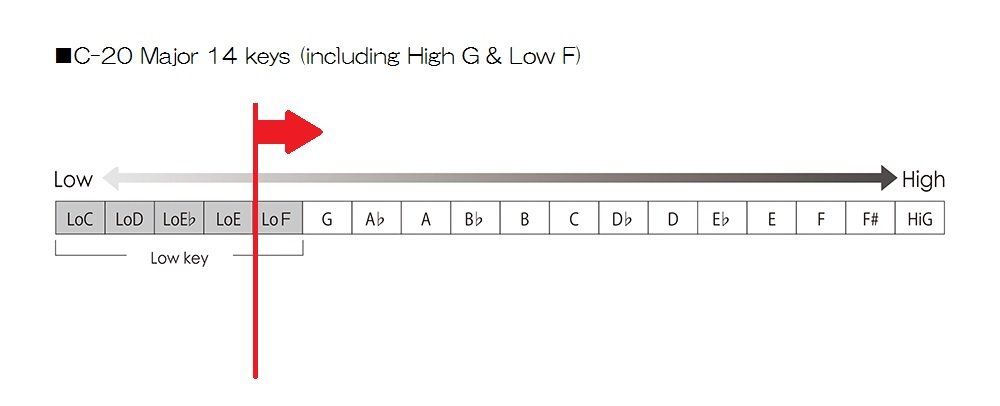 ■C-20 Major 14 keys (including High G & Low F)
Low High
LoC LoD LoE♭ LoE LoF G A♭ A B♭ B C D♭ D E♭ E F F# HiG
Low key